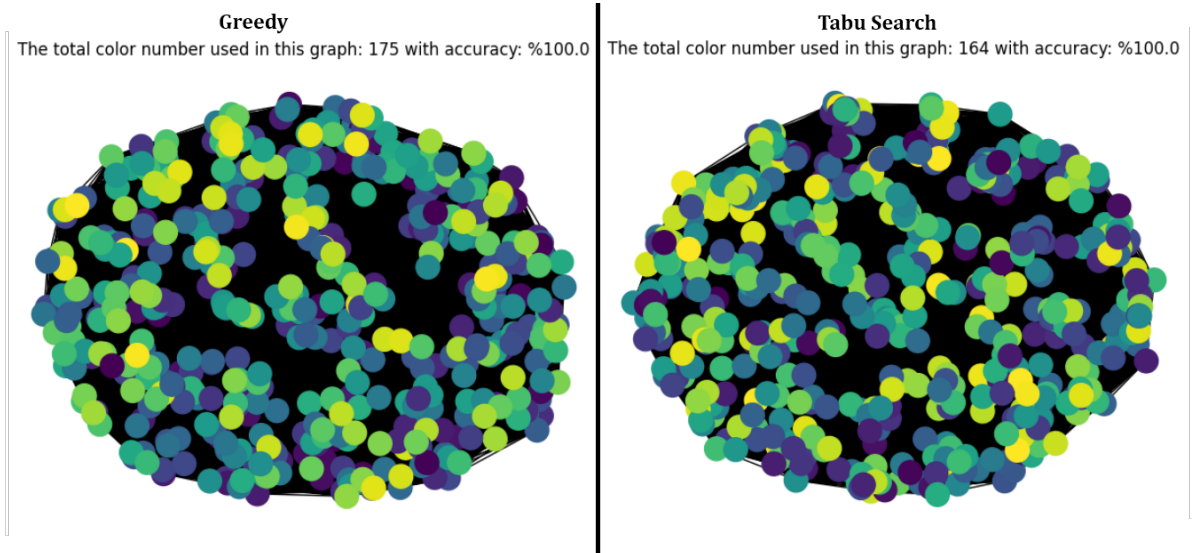 Greedy
The total color number used in this graph: 175 with accuracy: %100.0
Tabu Search
The total color number used in this graph: 164 with accuracy: %100.0